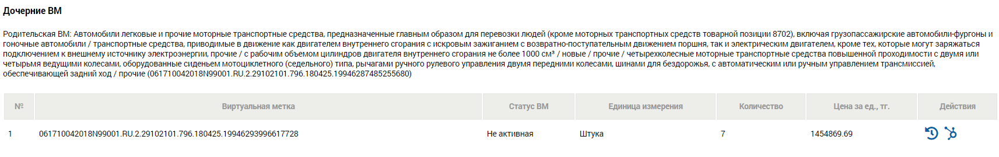 Дочерние ВМ
Родительская ВМ: Автомобили легковые и прочие моторные транспортные средства, предназначенные главным образом для перевозки людей (кроме моторных транспортных средств товарной позиции 8702), включая грузопассажирские автомобили-фургоны и
гоночные автомобили / транспортные средства, приводимые в движение как двигателем внутреннего сгорания с искровым зажиганием с возвратно-поступательным движением поршня, так и электрическим двигателем, кроме тех, которые могут заряжаться
подключением к внешнему источнику электроэнергии, прочие / с рабочим объемом цилиндров двигателя внутреннего сгорания не более 1000 см³ / новые / прочие / четырехколесные моторные транспортные средства повышенной проходимости с двумя или
четырьмя ведущими колесами, оборудованные сиденьем мотоциклетного (седельного) типа, рычагами ручного рулевого управления двумя передними колесами, шинами для бездорожья, с автоматическим или ручным управлением трансмиссией,
обеспечивающей задний ход / прочие (061710042018N99001.RU.2.29102101.796.180425.19946287485255680)
№ Виртуальная метка Статус ВМ Единица измерения Количество Цена за ед., тг. Действия
1 061710042018N99001.RU.2.29102101.796.180425.19946293996617728 Не активная Штука 7 1454869.69